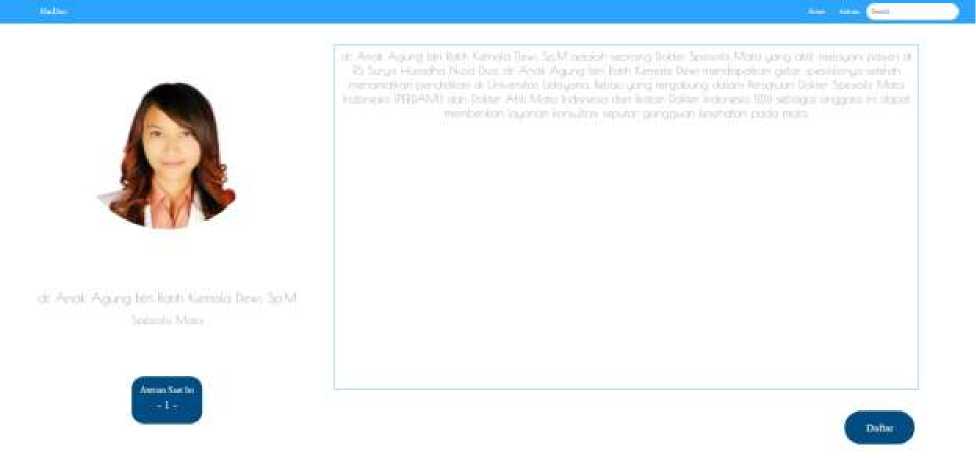 Home
Search
dr. Anak Agung Istri Ratih Kumala Dewi, Sp.M adalah seorang Dokter Spesialis Mata yang aktif melayani pasien di
RS Surya Husadha Nusa Dua. dr. Anak Agung Istri Ratih Kumala Dewi mendapatkan gelar spesialisnya setelah
menamatkan pendidikan di Universitas Udayana. Beliau yang tergabung dalam Persatuan Dokter Spesialis Mata
Indonesia (PERDAMI) dan Dokter Ahli Mata Indonesia dan Ikatan Dokter Indonesia (IDI) sebagai anggota ini dapat
memberikan layanan konsultasi seputar gangguan kesehatan pada mata.
dr. Anak Agung Istri Ratih Kumala Dewi, Sp.M
Spesialis Mata
Antrian Saat Ini
- 1 -
Daftar